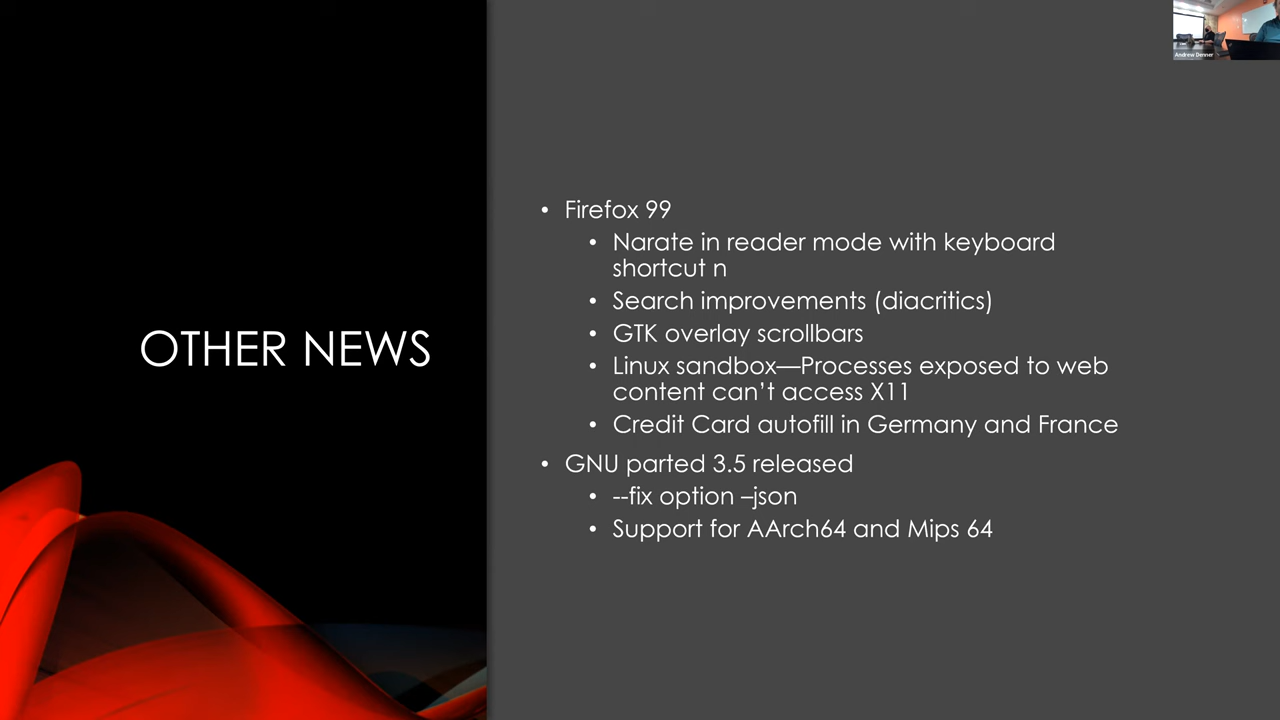 Andrew Denner
OTHER NEWS
• Firefox 99
• Narate in reader mode with keyboard
shortcut n
• Search improvements (diacritics)
• GTK overlay scrollbars
• Linux sandbox—Processes exposed to web
content can’t access X11
• Credit Card autofill in Germany and France
• GNU parted 3.5 released
• --fix option –json
• Support for AArch64 and Mips 64